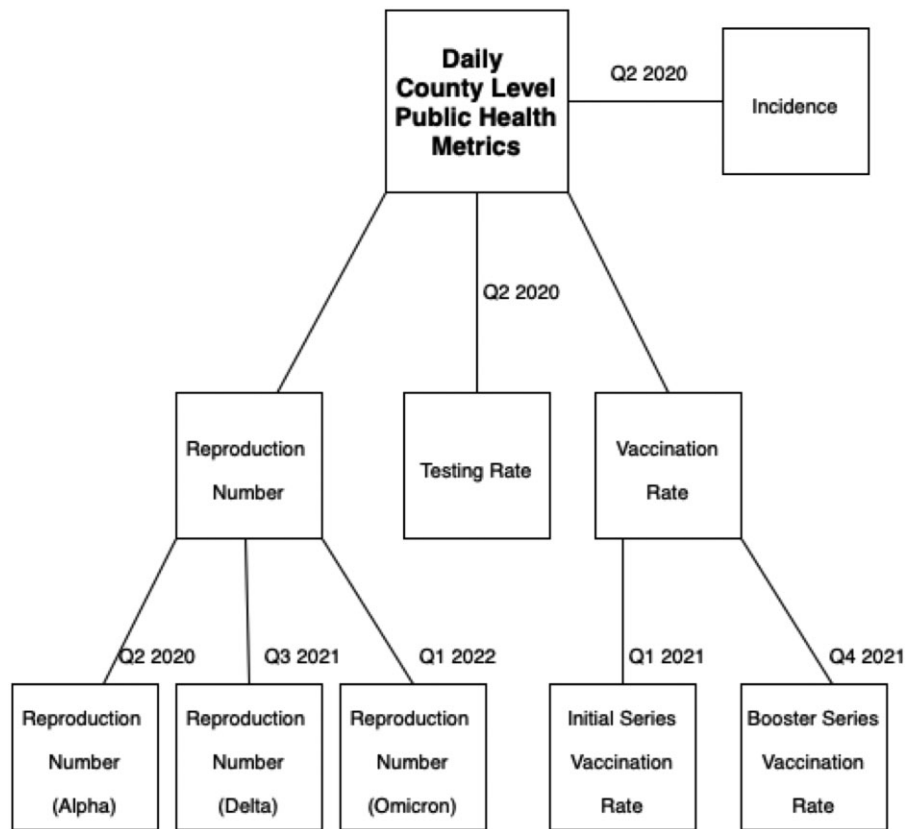 Daily
County Level
Public Health
Metrics
Q2 2020
Incidence
Q2 2020
Reproduction
Number
Testing Rate
Vaccination
Rate
Q2 2020
Q3 2021
Q1 2022
Q1 2021
Q4 2021
Reproduction
Number
(Alpha)
Reproduction
Number
(Delta)
Reproduction
Number
(Omicron)
Initial Series
Vaccination
Rate
Booster Series
Vaccination
Rate